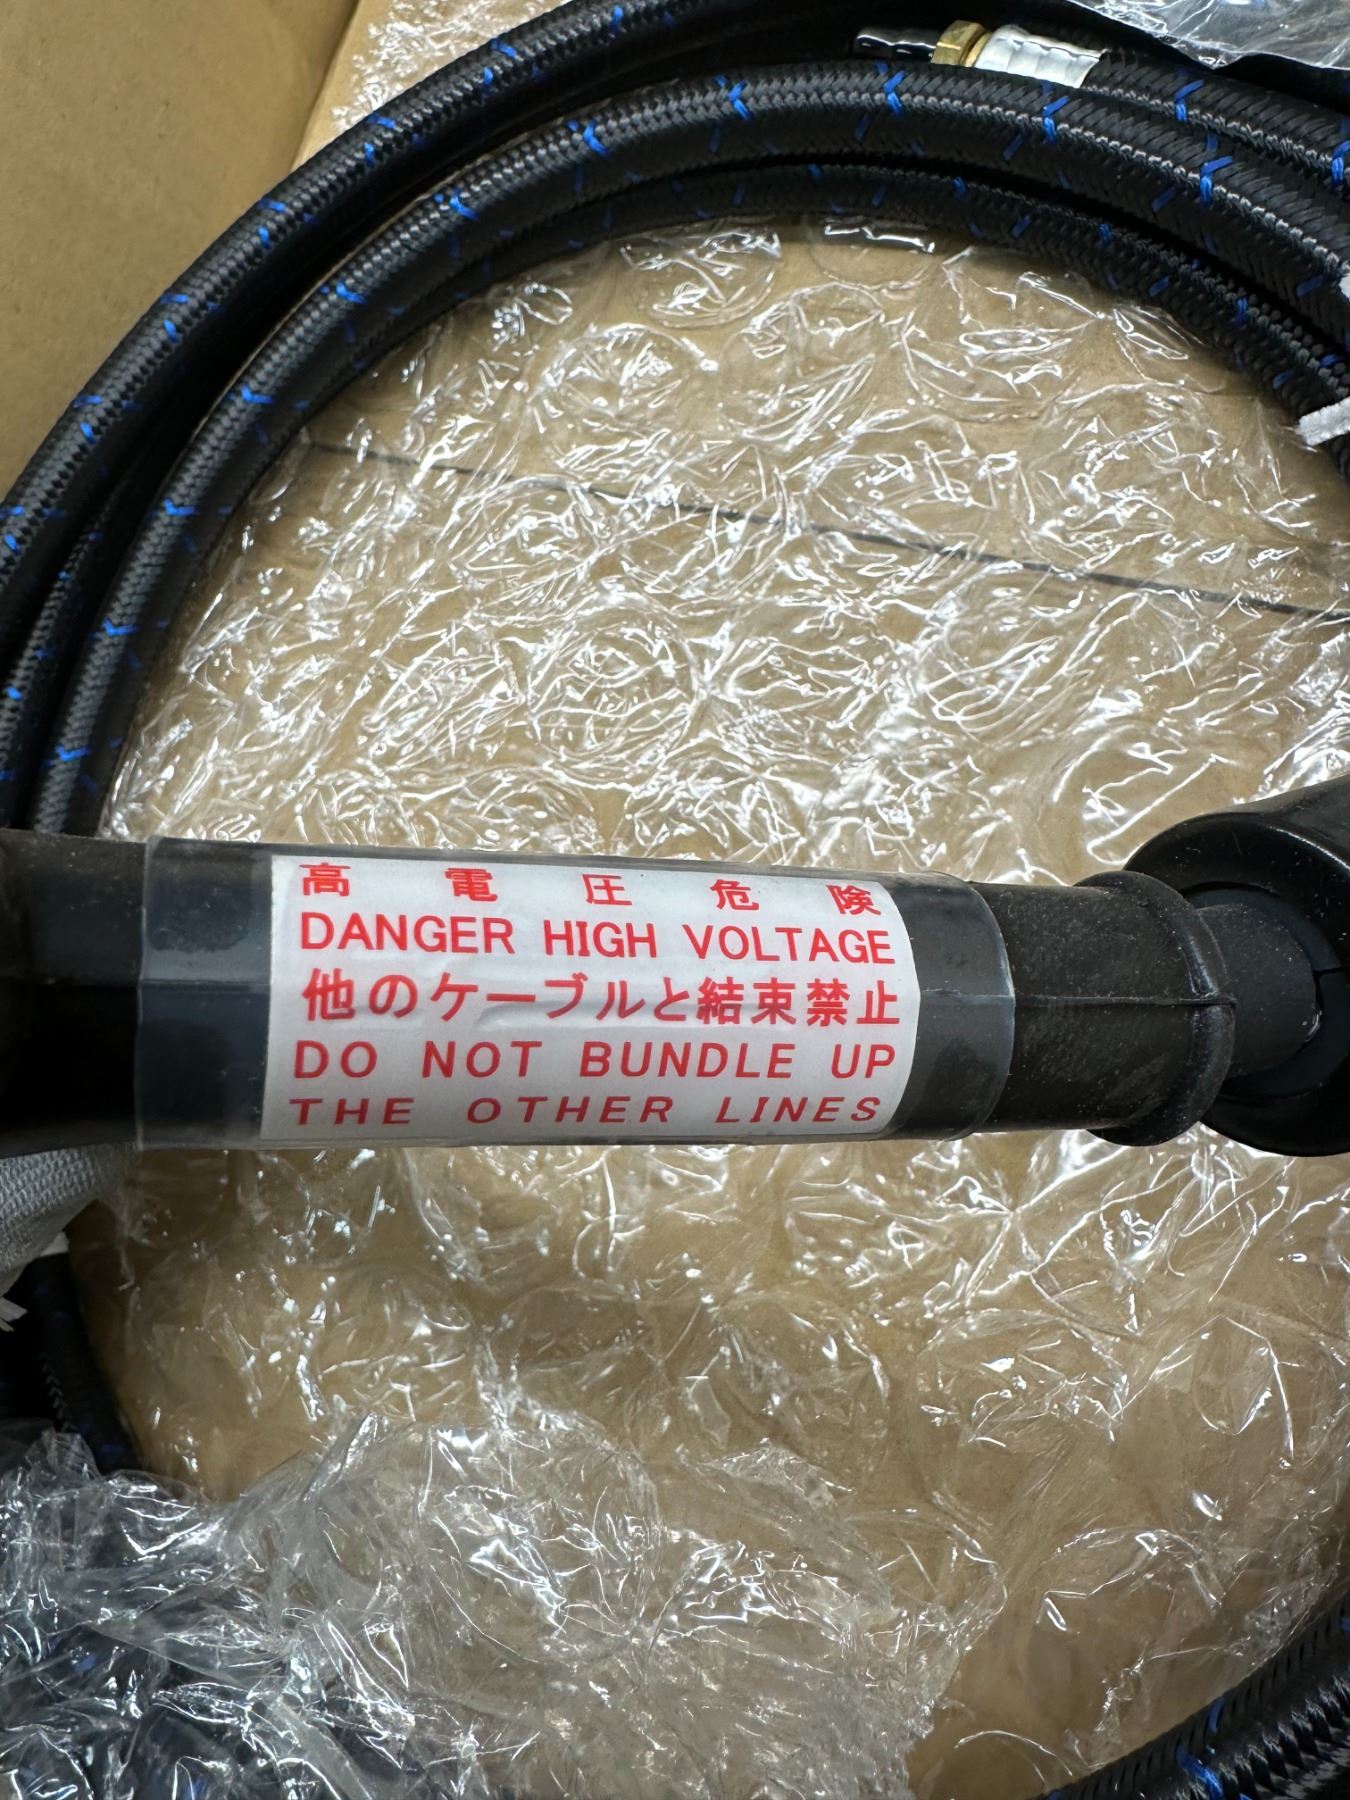 高電圧危険
DANGER HIGH VOLTAGE
他のケーブルと結束禁止
DO NOT BUNDLE UP
THE OTHER LINES